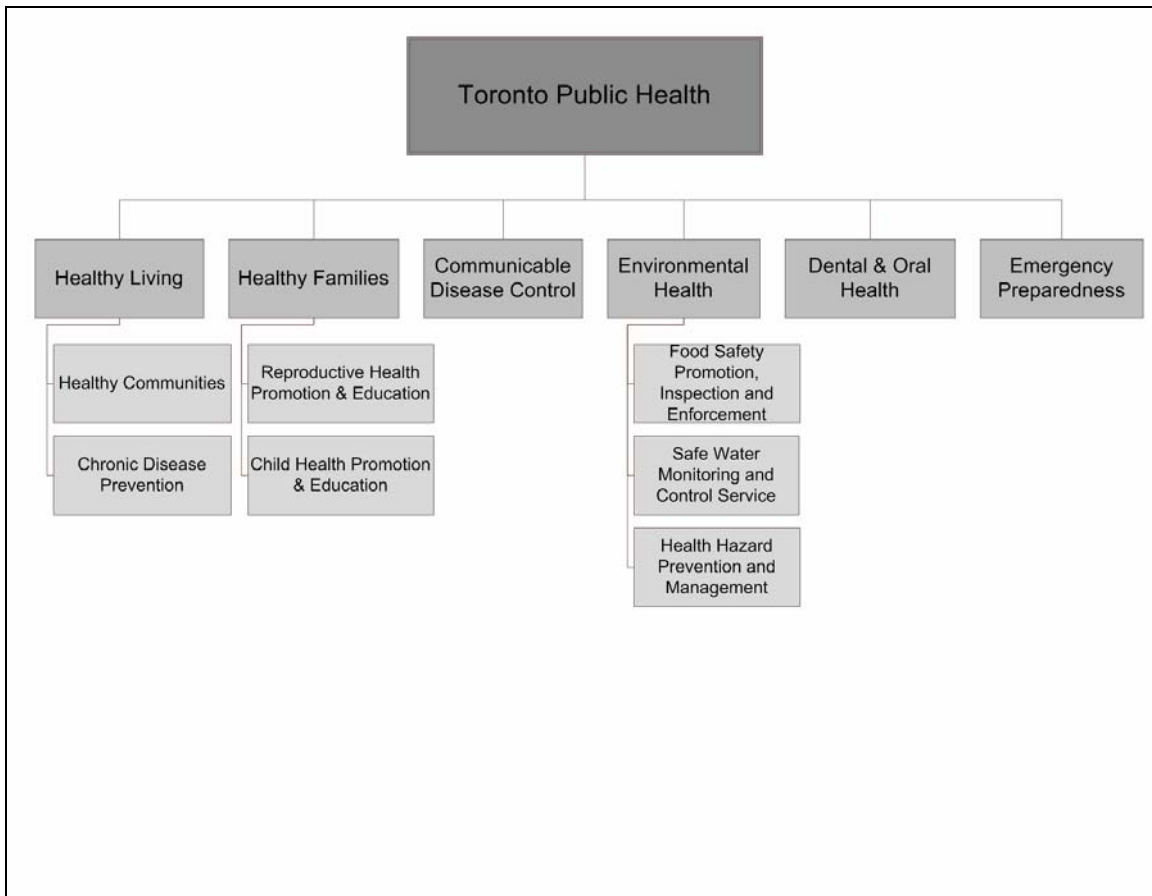 Toronto Public Health
Healthy Living
Healthy Families
Communicable
Disease Control
Environmental
Health
Dental & Oral
Health
Emergency
Preparedness
Healthy Communities
Chronic Disease
Prevention
Reproductive Health
Promotion & Education
Child Health Promotion
& Education
Food Safety
Promotion,
Inspection and
Enforcement
Safe Water
Monitoring and
Control Service
Health Hazard
Prevention and
Management